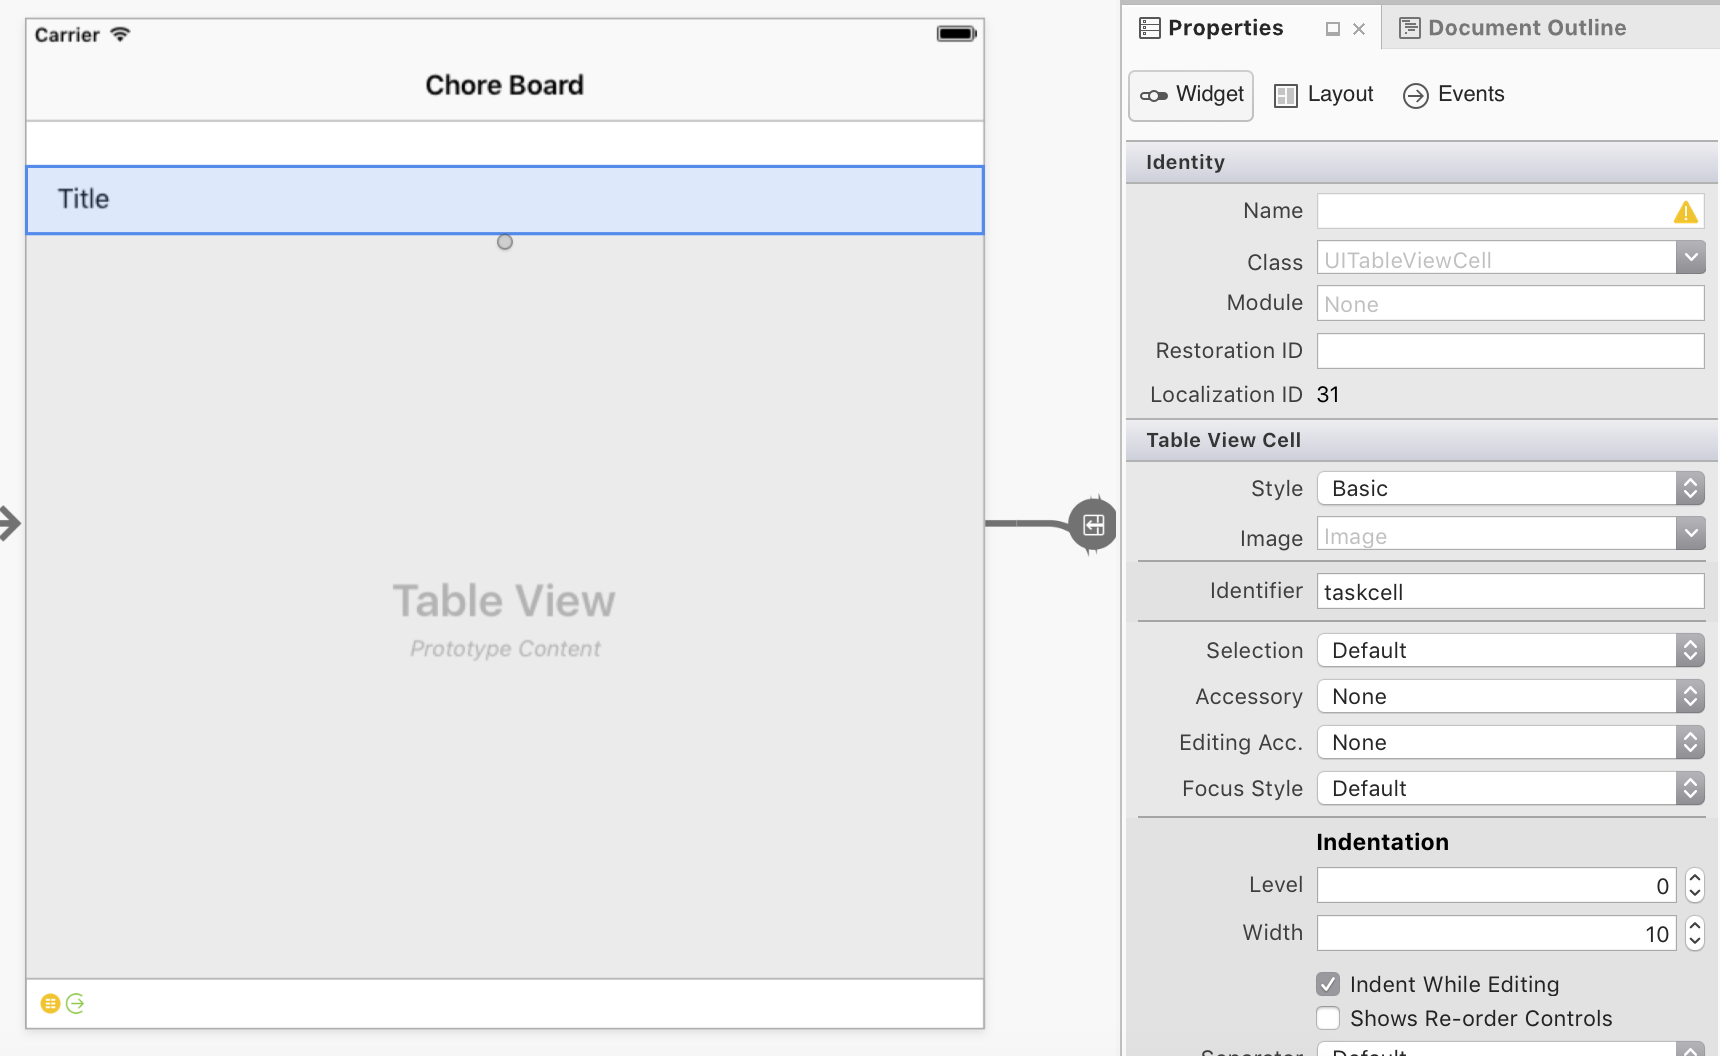 Carrier
Chore Board
Title
Table View
Prototype Content
Properties
Document Outline
Widget
Layout
Events
Identity
Name
Class UITableViewCell
Module None
Restoration ID
Localization ID 31
Table View Cell
Style Basic
Image Image
Identifier taskcell
Selection Default
Accessory None
Editing Acc. None
Focus Style Default
Indentation
Level 0
Width 10
Indent While Editing
Shows Re-order Controls
Separator Default